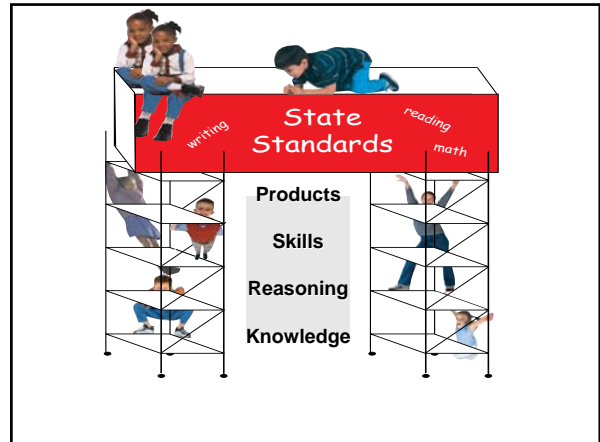 writing
State
Standards
reading
math
Products
Skills
Reasoning
Knowledge